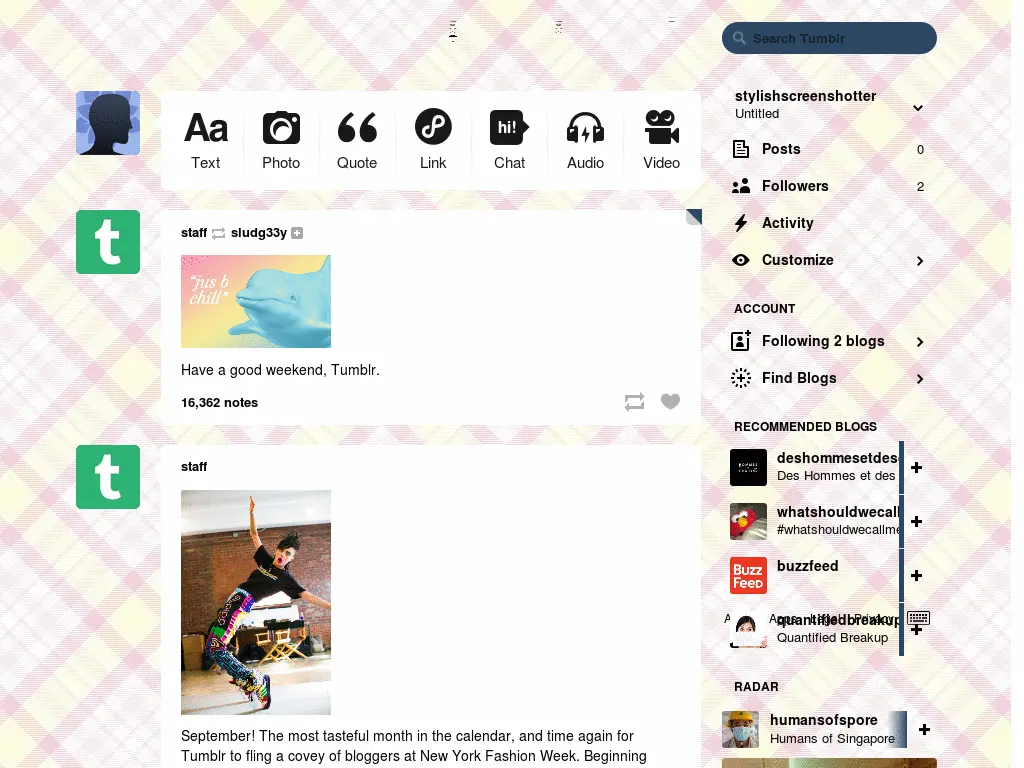 Search Tumblr
stylishscreenshotter
Untitled
Aa
hi!
Text
Photo
Quote
Link
Chat
Audio
Video
Posts 0
Followers 2
Activity
Customize
t
staff sludg33y
"jus b
chill"
Have a good weekend, Tumblr.
16,362 notes
ACCOUNT
Following 2 blogs
Find Blogs
RECOMMENDED BLOGS
deshommesetdes
Des Hommes et des
whatshouldwecall
#whatshouldwecallme
BuzzFeed
buzzfeed
Apps Legal Privacy
quantifiedbreakup
Quantified Breakup
RADAR
humansofspore
Humans of Singapore
t
staff
September! The most tasteful month in the calendar, and time again for
Tumblr to fling a covey of bloggers at New York Fashion Week. Beginning